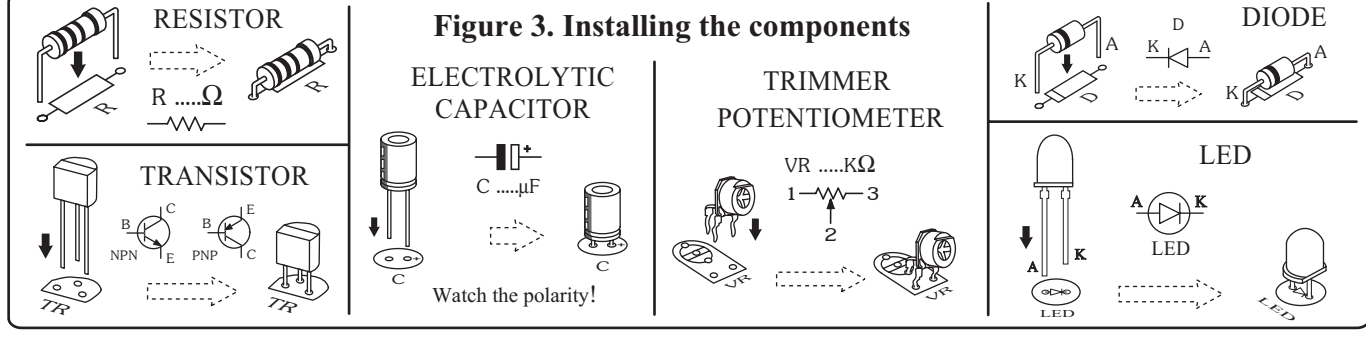 Figure 3. Installing the components
RESISTOR
R
R .....Ω
R
TRANSISTOR
B
C
E
NPN
B
E
C
PNP
TR
TR
ELECTROLYTIC
CAPACITOR
+
C .....µF
+
C
+
C
Watch the polarity!
TRIMMER
POTENTIOMETER
VR .....KΩ
1
3
2
VR
VR
DIODE
D
K
A
K
A
D
K
A
D
LED
A
K
A
K
LED
LED
LED